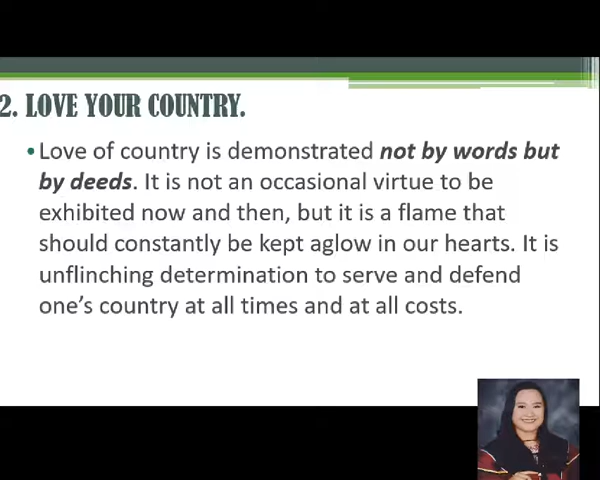 2. LOVE YOUR COUNTRY.
•Love of country is demonstrated not by words but
by deeds. It is not an occasional virtue to be
exhibited now and then, but it is a flame that
should constantly be kept aglow in our hearts. It is
unflinching determination to serve and defend
one's country at all times and at all costs.